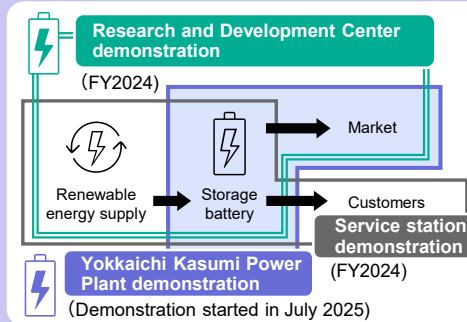 Research and Development Center
demonstration
(FY2024)
Market
Renewable
energy supply
Storage
battery
Customers
Service station
demonstration
(FY2024)
Yokkaichi Kasumi Power
Plant demonstration
(Demonstration started in July 2025)